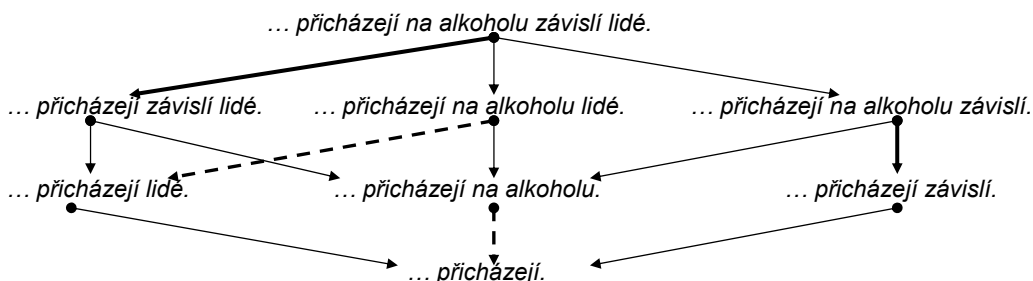 … přicházejí na alkoholu závislí lidé.
… přicházejí závislí lidé. … přicházejí na alkoholu lidé. … přicházejí na alkoholu závislí.
… přicházejí lidé. … přicházejí na alkoholu. … přicházejí závislí.
… přicházejí.